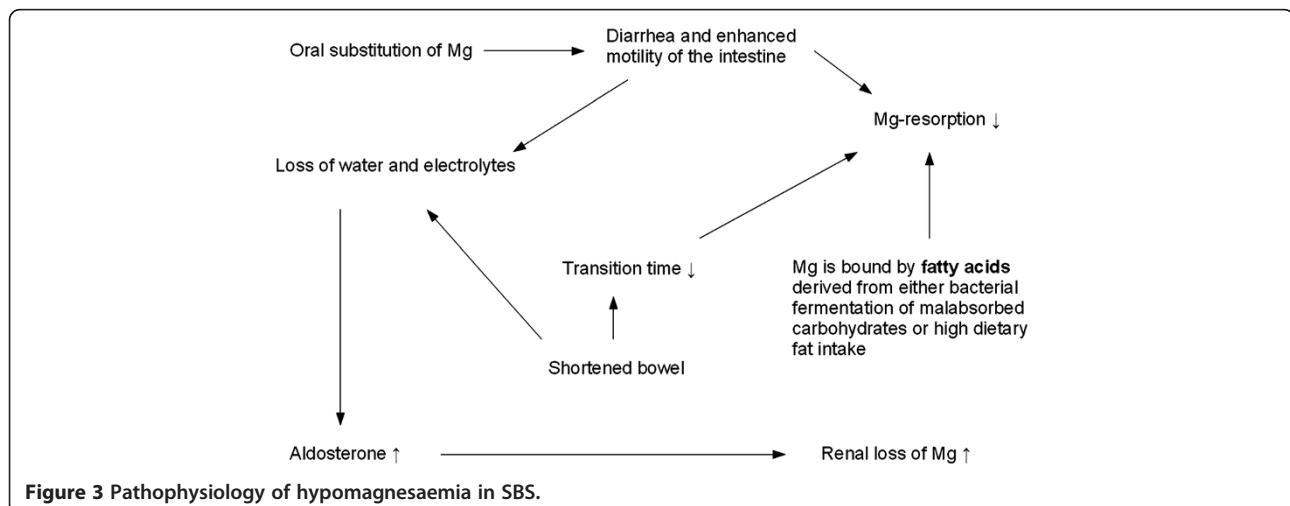 Oral substitution of Mg
Diarrhea and enhanced
motility of the intestine
Mg-resorption ↓
Loss of water and electrolytes
Transition time ↓
Mg is bound by fatty acids
derived from either bacterial
fermentation of malabsorbed
carbohydrates or high dietary
fat intake
Shortened bowel
Aldosterone ↑
Renal loss of Mg ↑
Figure 3 Pathophysiology of hypomagnesaemia in SBS.